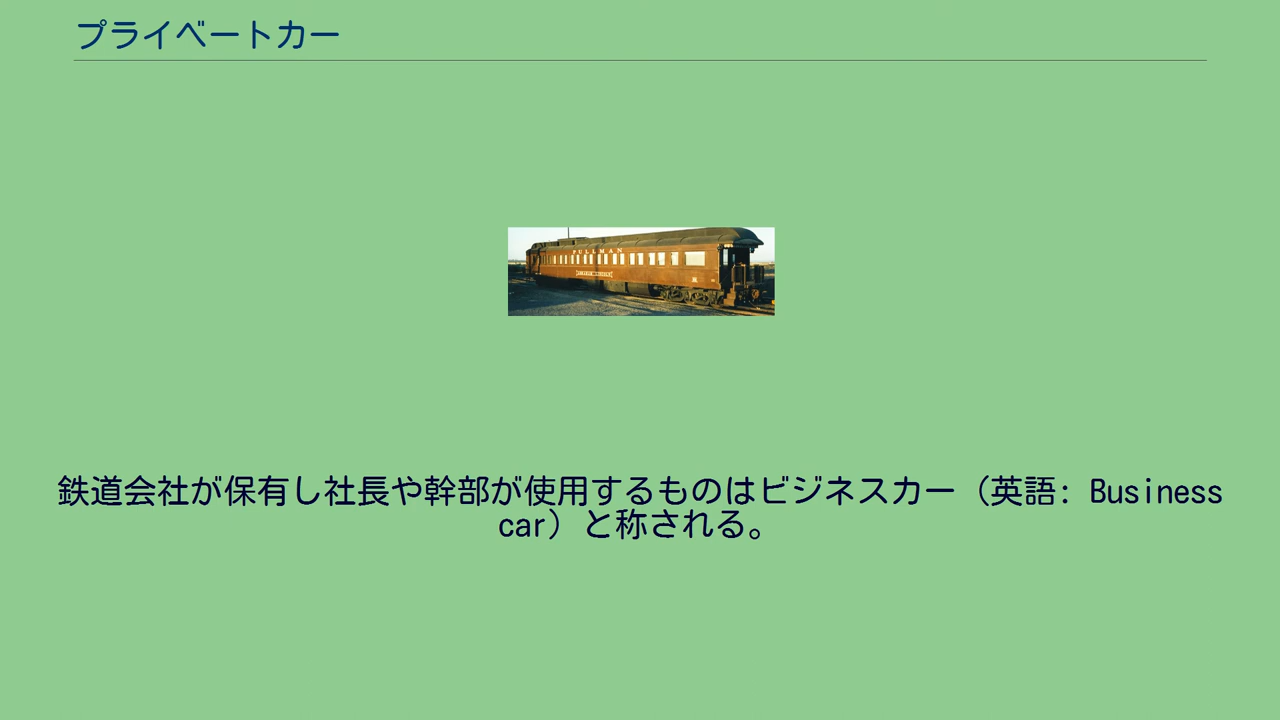 プライベートカー
PULLMAN
鉄道会社が保有し社長や幹部が使用するものはビジネスカー（英語: Business
car）と称される。